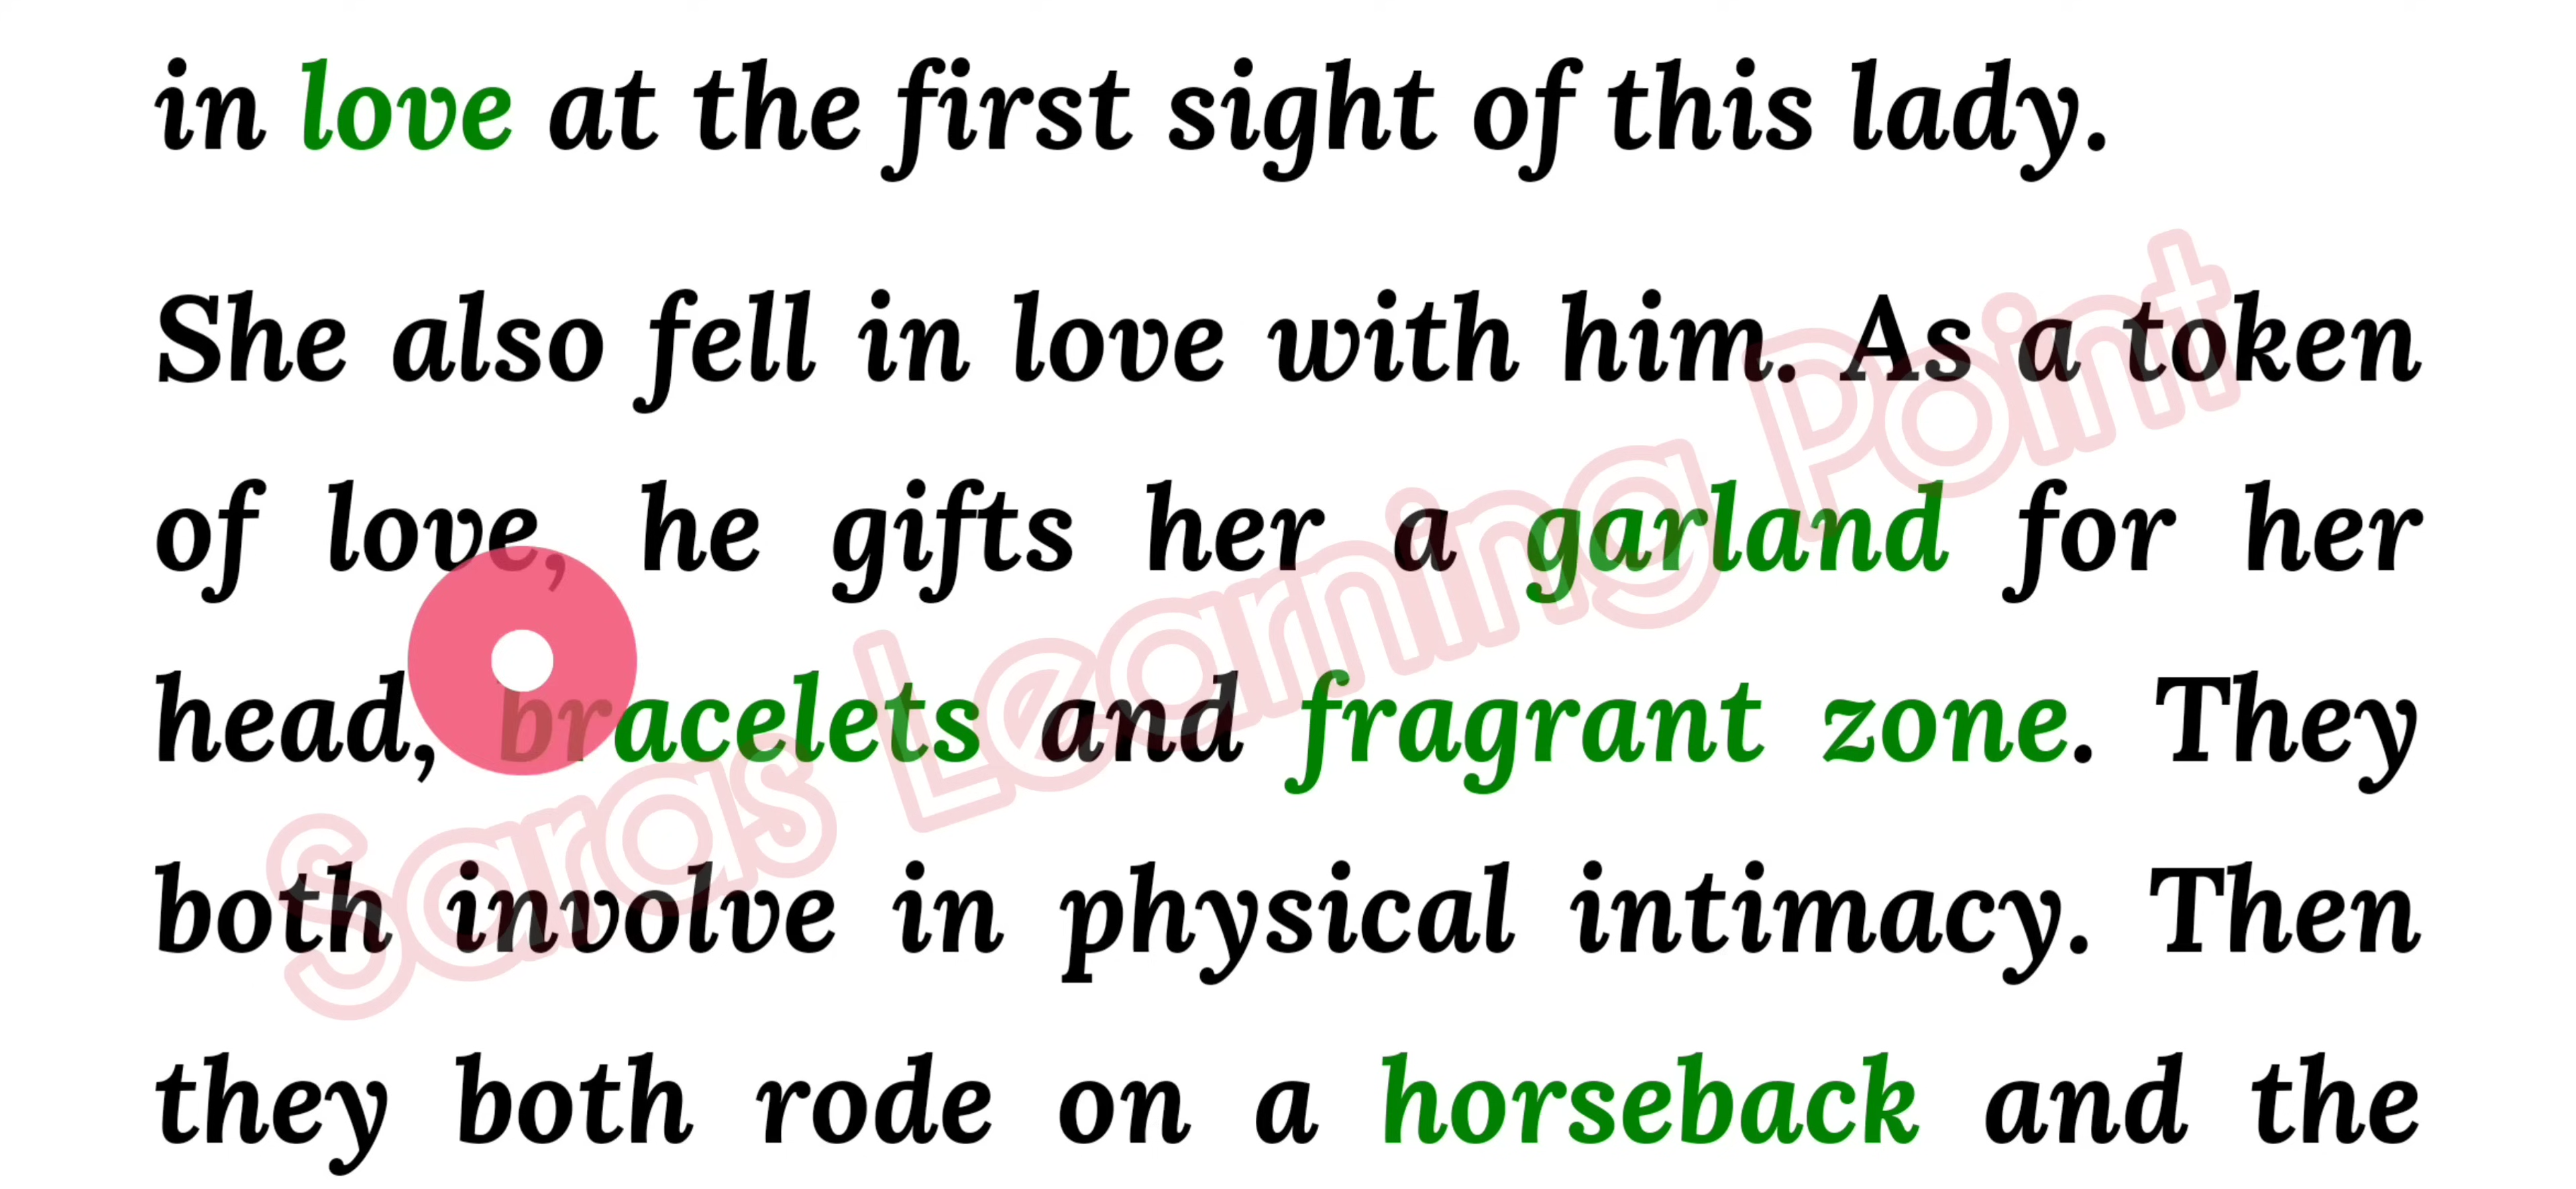 in love at the first sight of this lady.
She also fell in love with him. As a token
of love, he gifts her a garland for her
head, bracelets and fragrant zone. They
both involve in physical intimacy. Then
they both rode on a horseback and the
Saras Learning Point